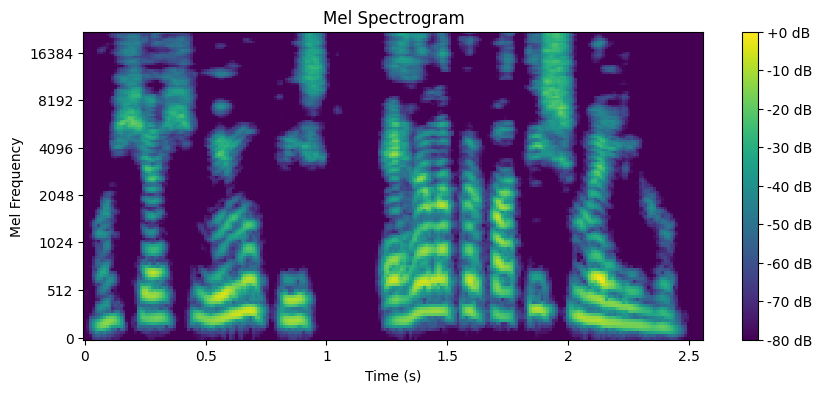 Mel Spectrogram
16384
8192
4096
2048
1024
512
0
Mel Frequency
0
0.5
1
1.5
2
2.5
Time (s)
+0 dB
-10 dB
-20 dB
-30 dB
-40 dB
-50 dB
-60 dB
-70 dB
-80 dB